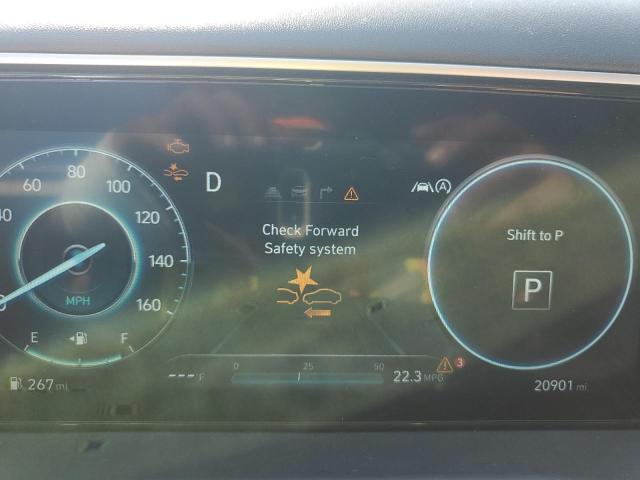 60 80 100
120
140
160
MPH
E F
267 mi
D
Check Forward
Safety system
A
0 25 50
---°F
22.3 MPG
3
Shift to P
P
20901 mi